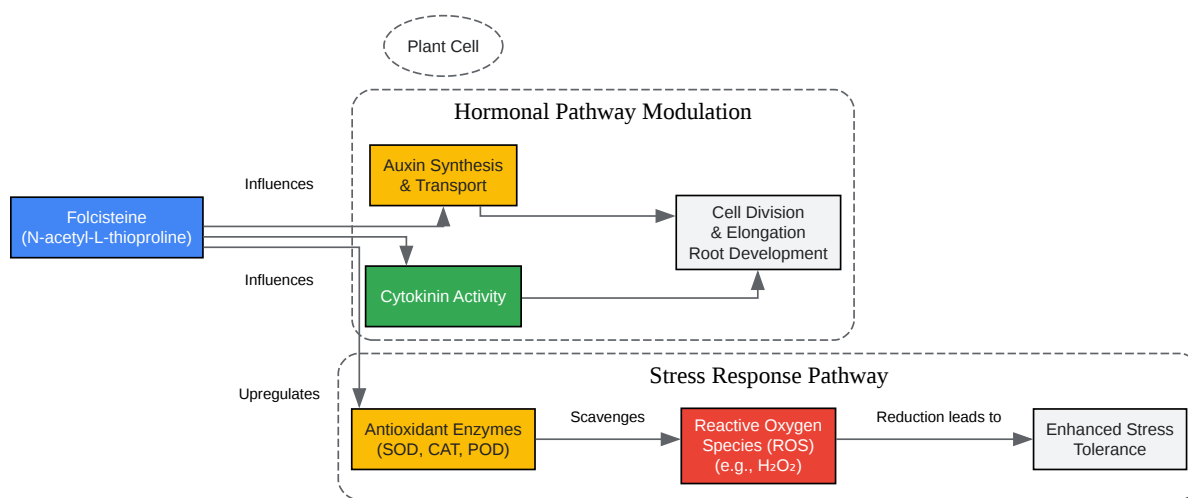 Plant Cell
Hormonal Pathway Modulation
Auxin Synthesis
& Transport
Influences
Folcisteine
(N-acetyl-L-thioproline)
Cell Division
& Elongation
Root Development
Influences
Cytokinin Activity
Stress Response Pathway
Upregulates
Antioxidant Enzymes
(SOD, CAT, POD)
Scavenges
Reactive Oxygen
Species (ROS)
(e.g., H₂O₂)
Reduction leads to
Enhanced Stress
Tolerance